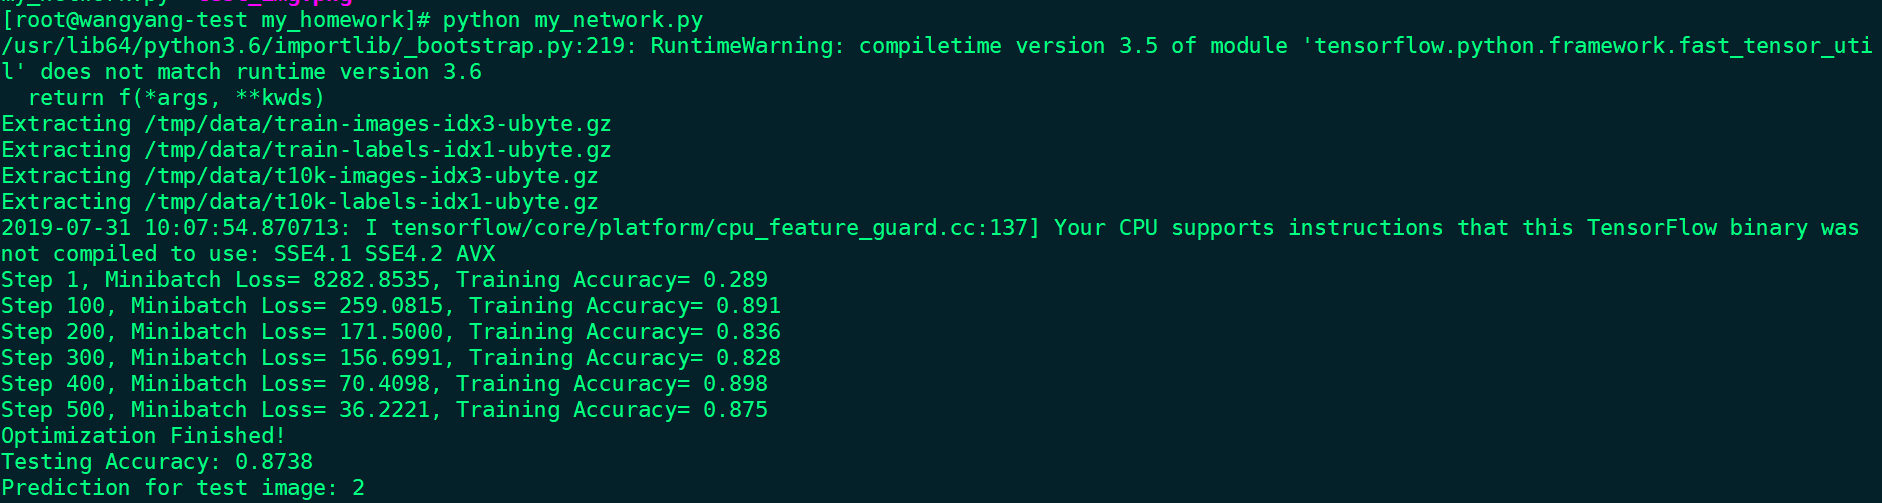 [root@wangyang-test my_homework]# python my_network.py
/usr/lib64/python3.6/importlib/_bootstrap.py:219: RuntimeWarning: compiletime version 3.5 of module 'tensorflow.python.framework.fast_tensor_uti
l' does not match runtime version 3.6
  return f(*args, **kwds)
Extracting /tmp/data/train-images-idx3-ubyte.gz
Extracting /tmp/data/train-labels-idx1-ubyte.gz
Extracting /tmp/data/t10k-images-idx3-ubyte.gz
Extracting /tmp/data/t10k-labels-idx1-ubyte.gz
2019-07-31 10:07:54.870713: I tensorflow/core/platform/cpu_feature_guard.cc:137] Your CPU supports instructions that this TensorFlow binary was
not compiled to use: SSE4.1 SSE4.2 AVX
Step 1, Minibatch Loss= 8282.8535, Training Accuracy= 0.289
Step 100, Minibatch Loss= 259.0815, Training Accuracy= 0.891
Step 200, Minibatch Loss= 171.5000, Training Accuracy= 0.836
Step 300, Minibatch Loss= 156.6991, Training Accuracy= 0.828
Step 400, Minibatch Loss= 70.4098, Training Accuracy= 0.898
Step 500, Minibatch Loss= 36.2221, Training Accuracy= 0.875
Optimization Finished!
Testing Accuracy: 0.8738
Prediction for test image: 2